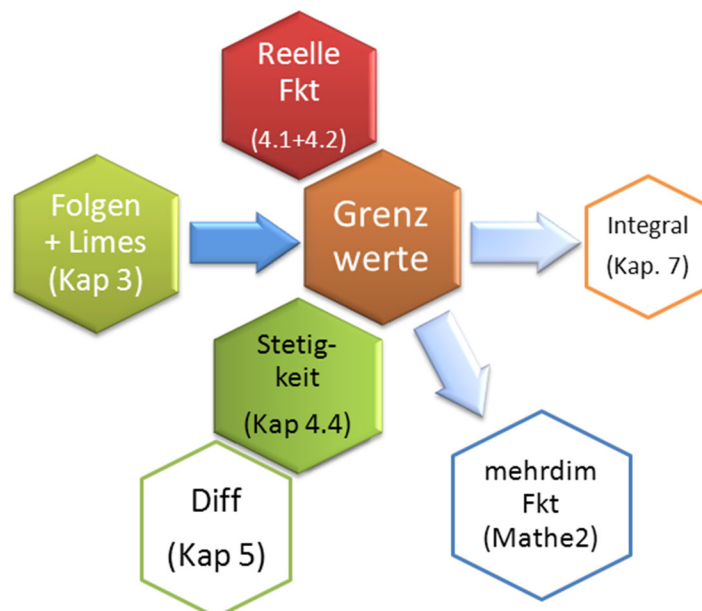 Reelle
Fkt
(4.1+4.2)
Folgen
+ Limes
(Kap 3)
Grenz
werte
Integral
(Kap. 7)
Stetig-
keit
(Kap 4.4)
Diff
(Kap 5)
mehrdim
Fkt
(Mathe2)